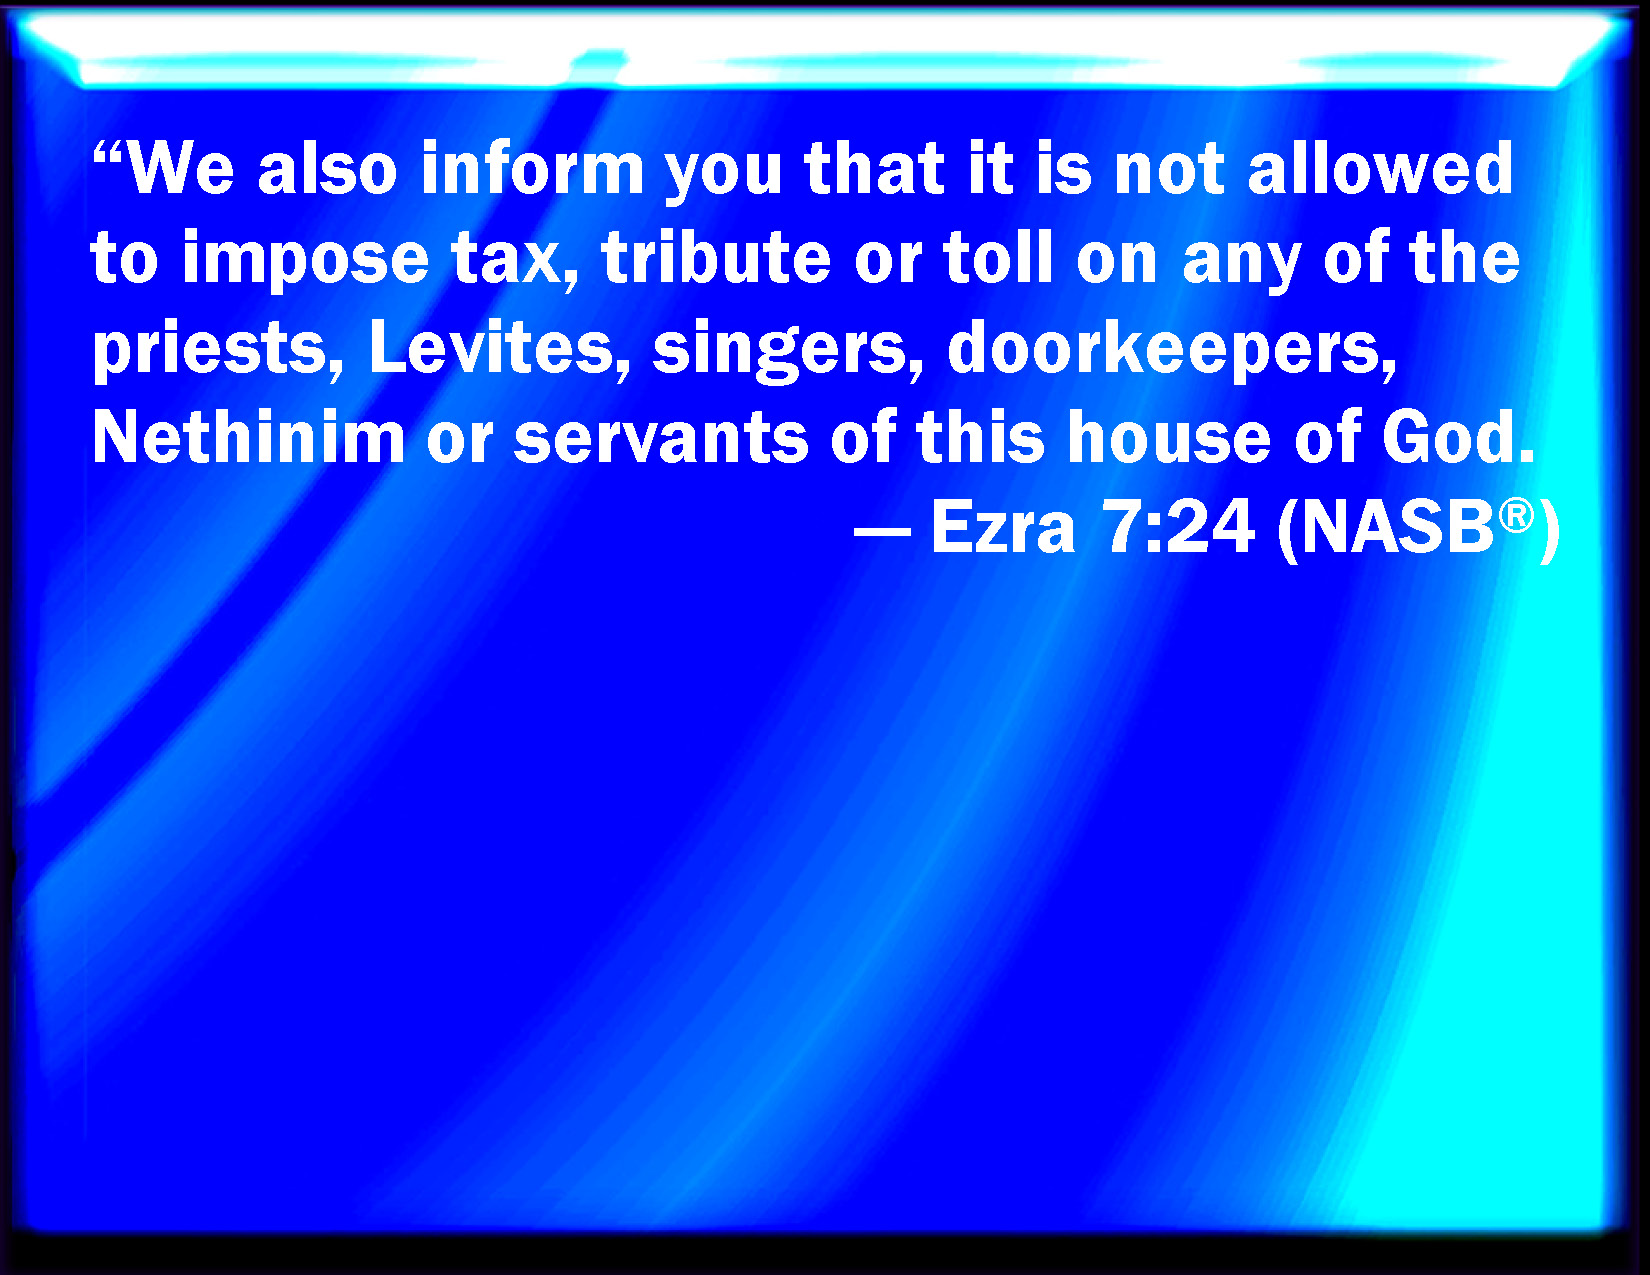 “We also inform you that it is not allowed
to impose tax, tribute or toll on any of the
priests, Levites, singers, doorkeepers,
Nethinim or servants of this house of God.
— Ezra 7:24 (NASB®)